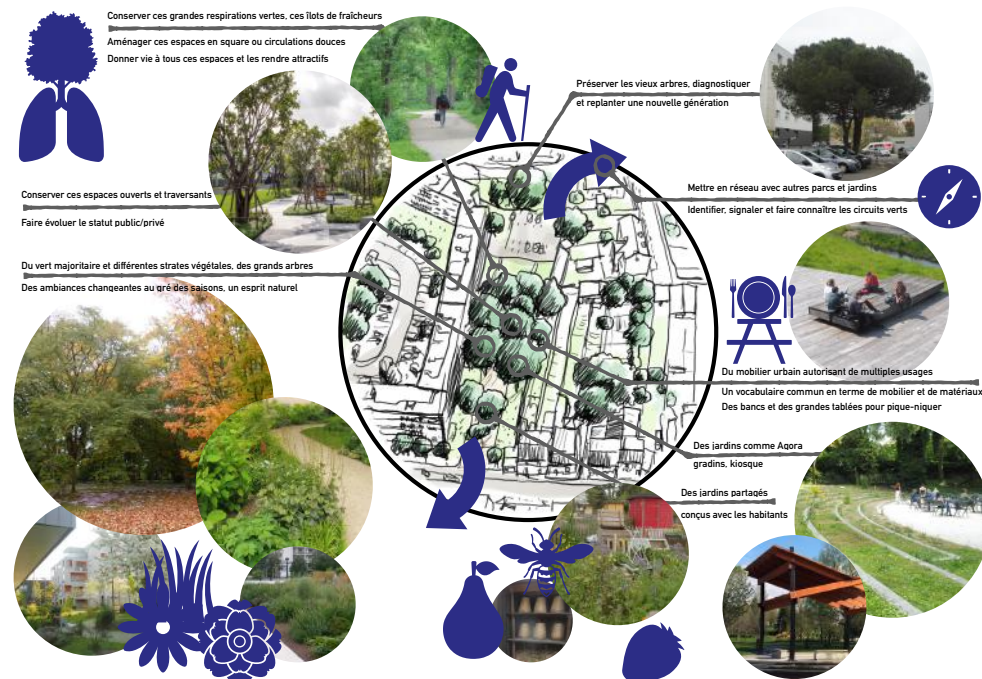 Conserver ces grandes respirations vertes, ces îlots de fraîcheurs
Aménager ces espaces en square ou circulations douces
Donner vie à tous ces espaces et les rendre attractifs
Préserver les vieux arbres, diagnostiquer
et replanter une nouvelle génération
Conserver ces espaces ouverts et traversants
Faire évoluer le statut public/privé
Mettre en réseau avec autres parcs et jardins
Identifier, signaler et faire connaître les circuits verts
Du vert majoritaire et différentes strates végétales, des grands arbres
Des ambiances changeantes au gré des saisons, un esprit naturel
Du mobilier urbain autorisant de multiples usages
Un vocabulaire commun en terme de mobilier et de matériaux
Des bancs et des grandes tablées pour pique-niquer
Des jardins comme Agora
gradins, kiosque
Des jardins partagés
conçus avec les habitants